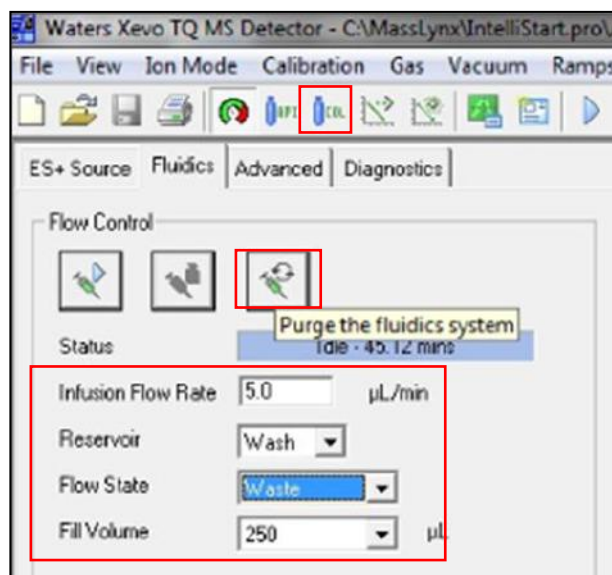 Waters Xevo TQ MS Detector - C:\MassLynx\IntelliStart.pro\
File View Ion Mode Calibration Gas Vacuum Ramps
API COL
ES+ Source Fluidics Advanced Diagnostics
Flow Control
Purge the fluidics system
Status Idle - 45.12 mins
Infusion Flow Rate 5.0 µL/min
Reservoir Wash
Flow State Waste
Fill Volume 250 µL